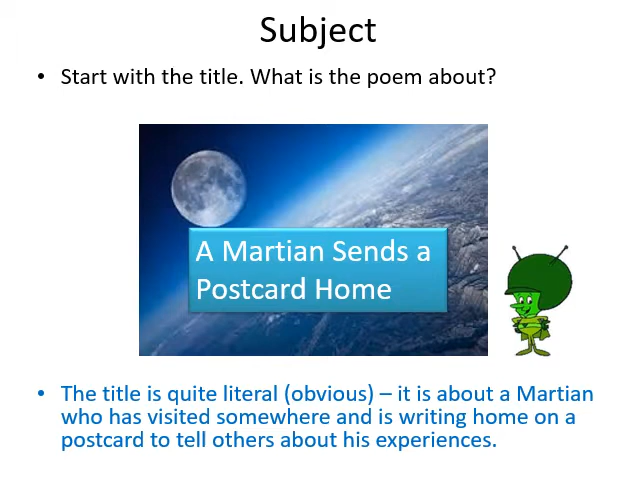 Subject
• Start with the title. What is the poem about?
A Martian Sends a
Postcard Home
• The title is quite literal (obvious) – it is about a Martian
who has visited somewhere and is writing home on a
postcard to tell others about his experiences.